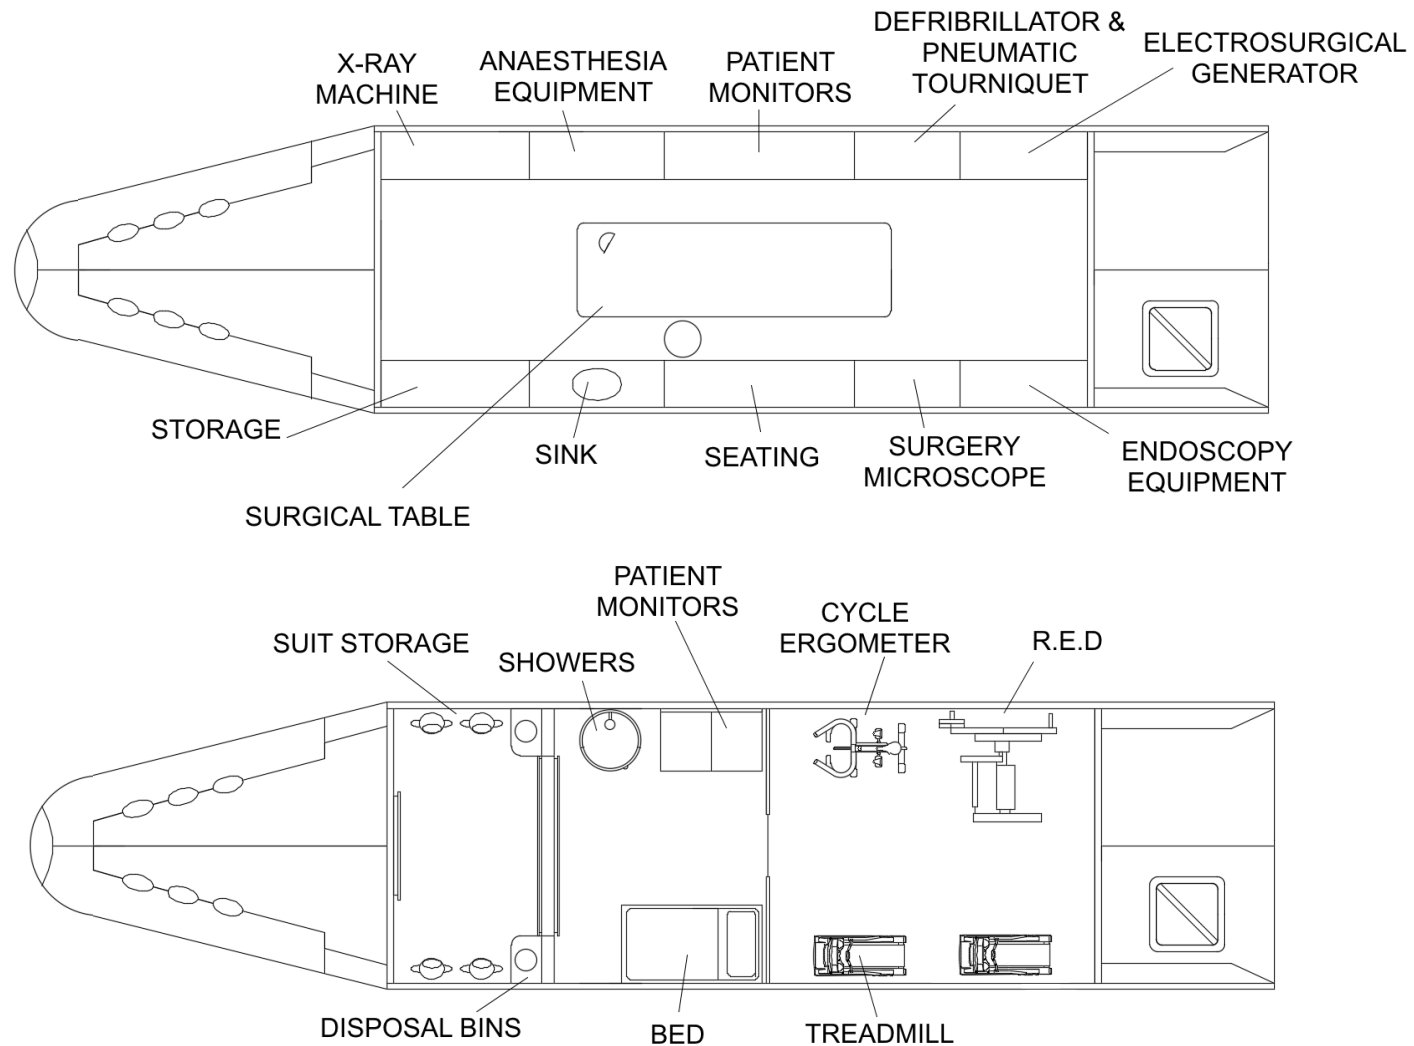 X-RAY
MACHINE
ANAESTHESIA
EQUIPMENT
PATIENT
MONITORS
DEFRIBRILLATOR &
PNEUMATIC
TOURNIQUET
ELECTROSURGICAL
GENERATOR
STORAGE
SINK
SEATING
SURGERY
MICROSCOPE
ENDOSCOPY
EQUIPMENT
SURGICAL TABLE
PATIENT
MONITORS
SUIT STORAGE
SHOWERS
CYCLE
ERGOMETER
R.E.D
DISPOSAL BINS
BED
TREADMILL